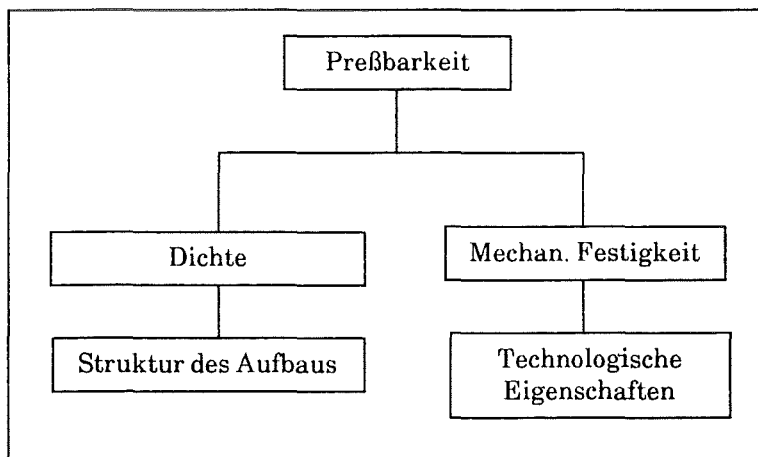 Preßbarkeit
Dichte
Mechan. Festigkeit
Struktur des Aufbaus
Technologische
Eigenschaften